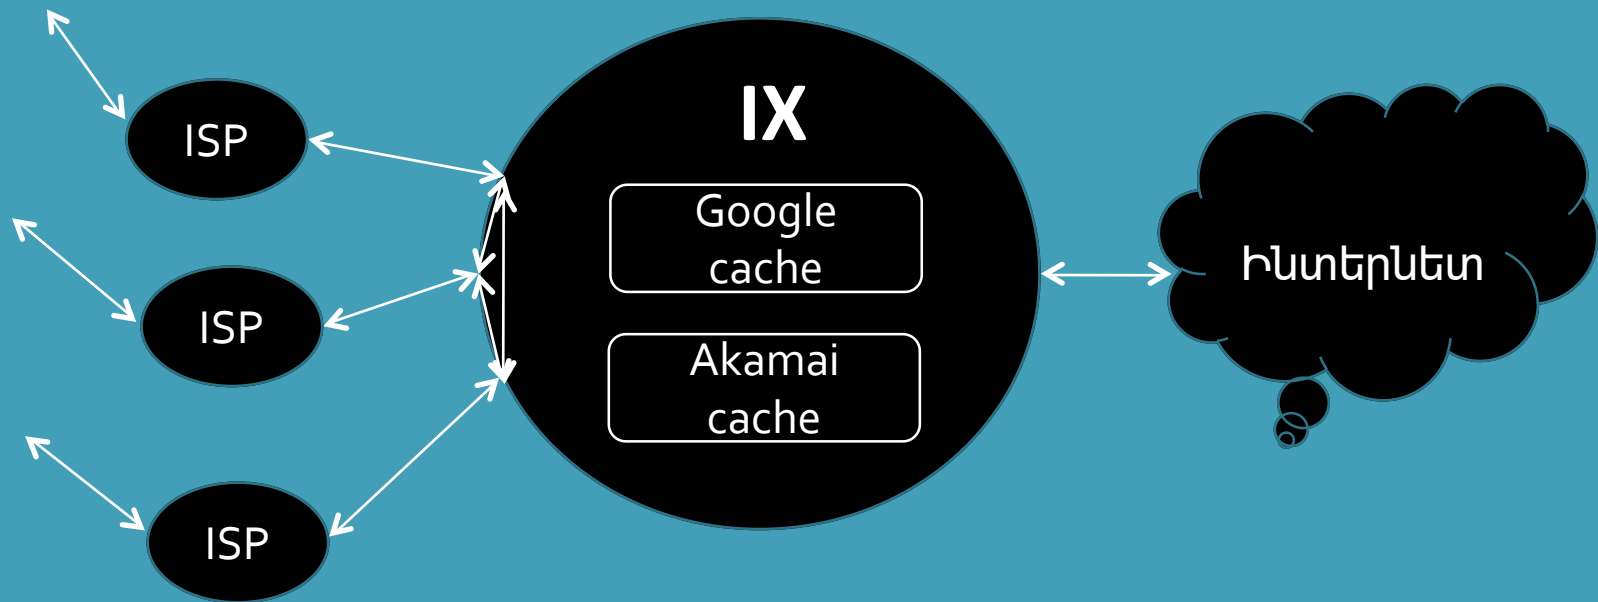 ISP
ISP
ISP
IX
Google
cache
Akamai
cache
Ինտերնետ